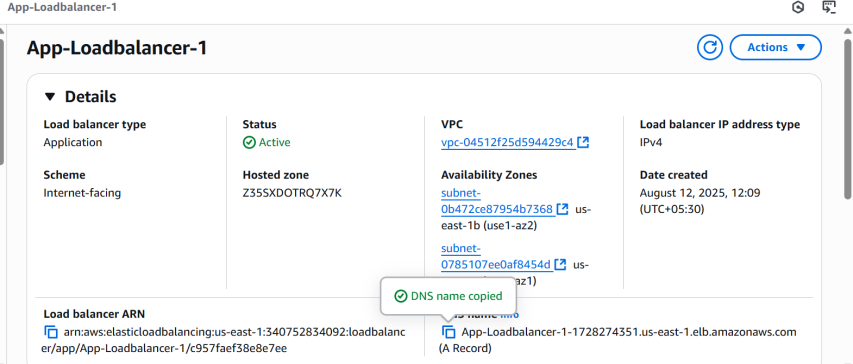 App-Loadbalancer-1
App-Loadbalancer-1
Actions
Details
Load balancer type
Application
Status
Active
VPC
vpc-04512f25d594429c4
Load balancer IP address type
IPv4
Scheme
Internet-facing
Hosted zone
Z35SXDOTRQ7X7K
Availability Zones
subnet-
0b472ce87954b7368 us-
east-1b (use1-az2)
subnet-
0785107ee0af8454d us-
az1)
Date created
August 12, 2025, 12:09
(UTC+05:30)
DNS name copied
Load balancer ARN
arn:aws:elasticloadbalancing:us-east-1:340752834092:loadbalanc
er/app/App-Loadbalancer-1/c957faef38e8e7ee
name Info
App-Loadbalancer-1-1728274351.us-east-1.elb.amazonaws.com
(A Record)